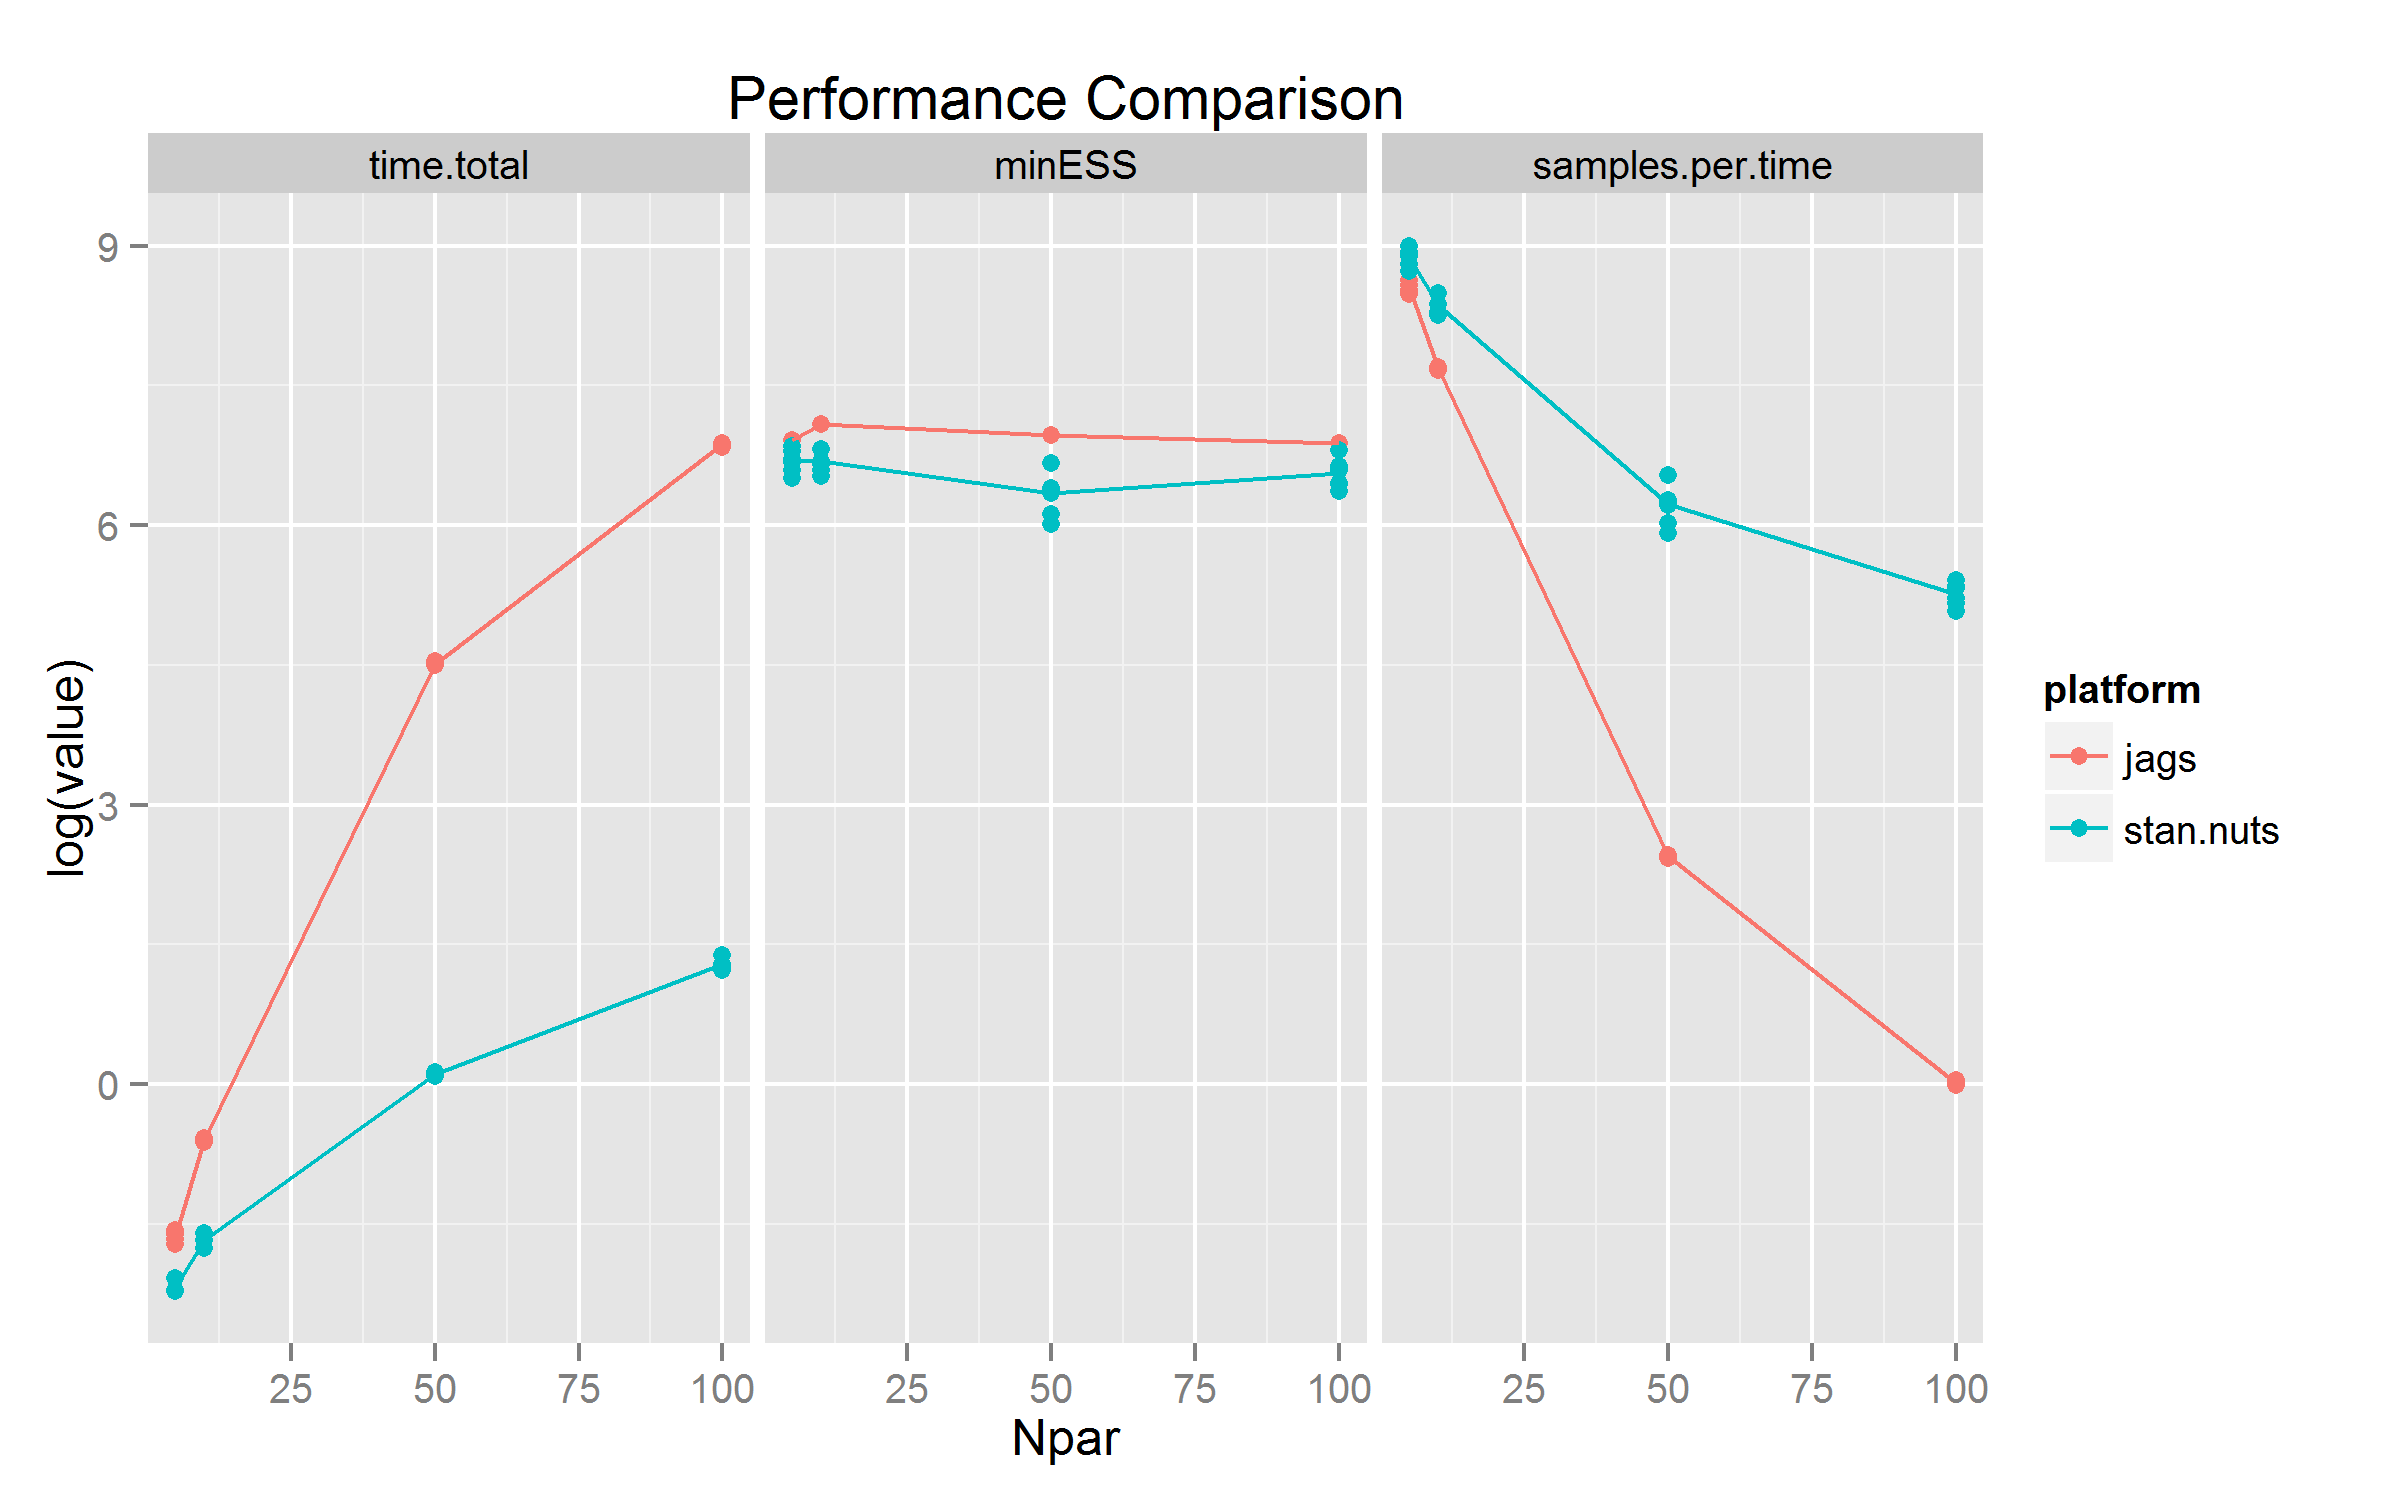 Performance Comparison
time.total minESS samples.per.time
9
6
3
0
log(value)
25 50 75 100 25 50 75 100 25 50 75 100
Npar
platform
jags
stan.nuts